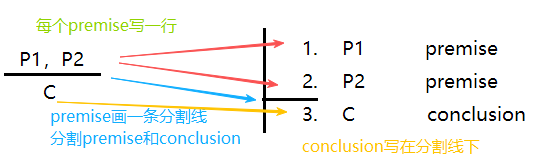 每个premise写一行
P1，P2
C
premise画一条分割线
分割premise和conclusion
1. P1 premise
2. P2 premise
3. C conclusion
conclusion写在分割线下